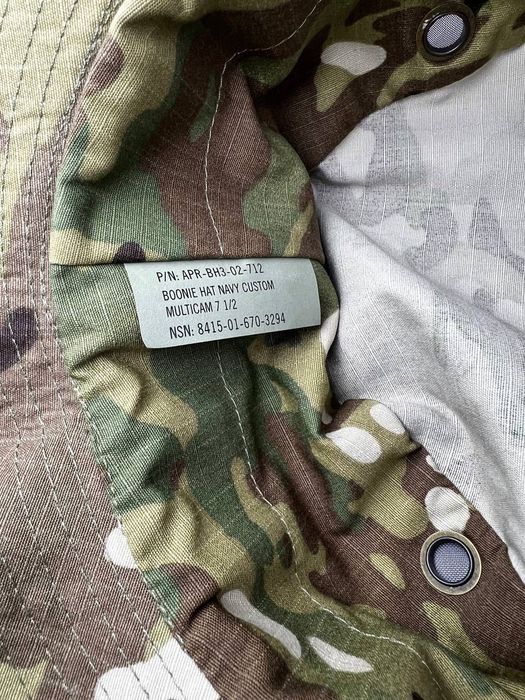 P/N: APR-BH3-02-712
BOONIE HAT NAVY CUSTOM
MULTICAM 7 1/2
NSN: 8415-01-670-3294